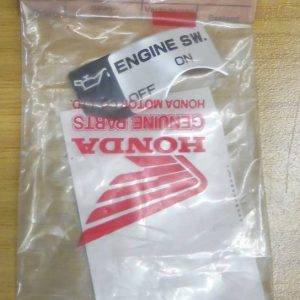 ENGINE SW.
OFF ON
HONDA
GENUINE PARTS
HONDA MOTOR CO., LTD.